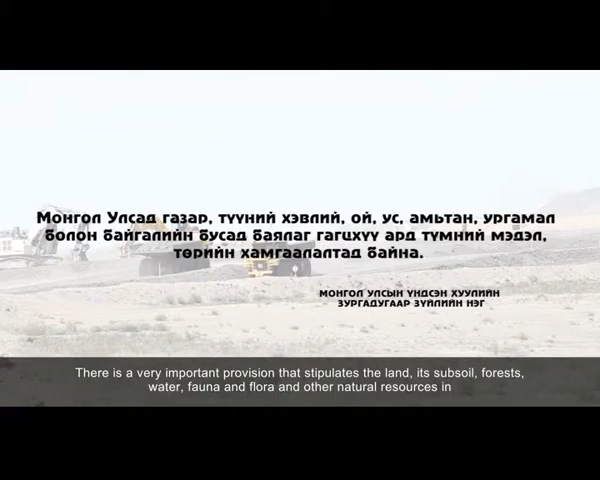 Монгол Улсад газар, түүний хэвлий, ой, ус, амьтан, ургамал
болон байгалийн бусад баялаг гагцхүү ард түмний мэдэл,
төрийн хамгаалалтад байна.
МОНГОЛ УЛСЫН ҮНДСЭН ХУУЛИЙН
ЗУРГАДУГААР ЗҮЙЛИЙН НЭГ
There is a very important provision that stipulates the land, its subsoil, forests,
water, fauna and flora and other natural resources in